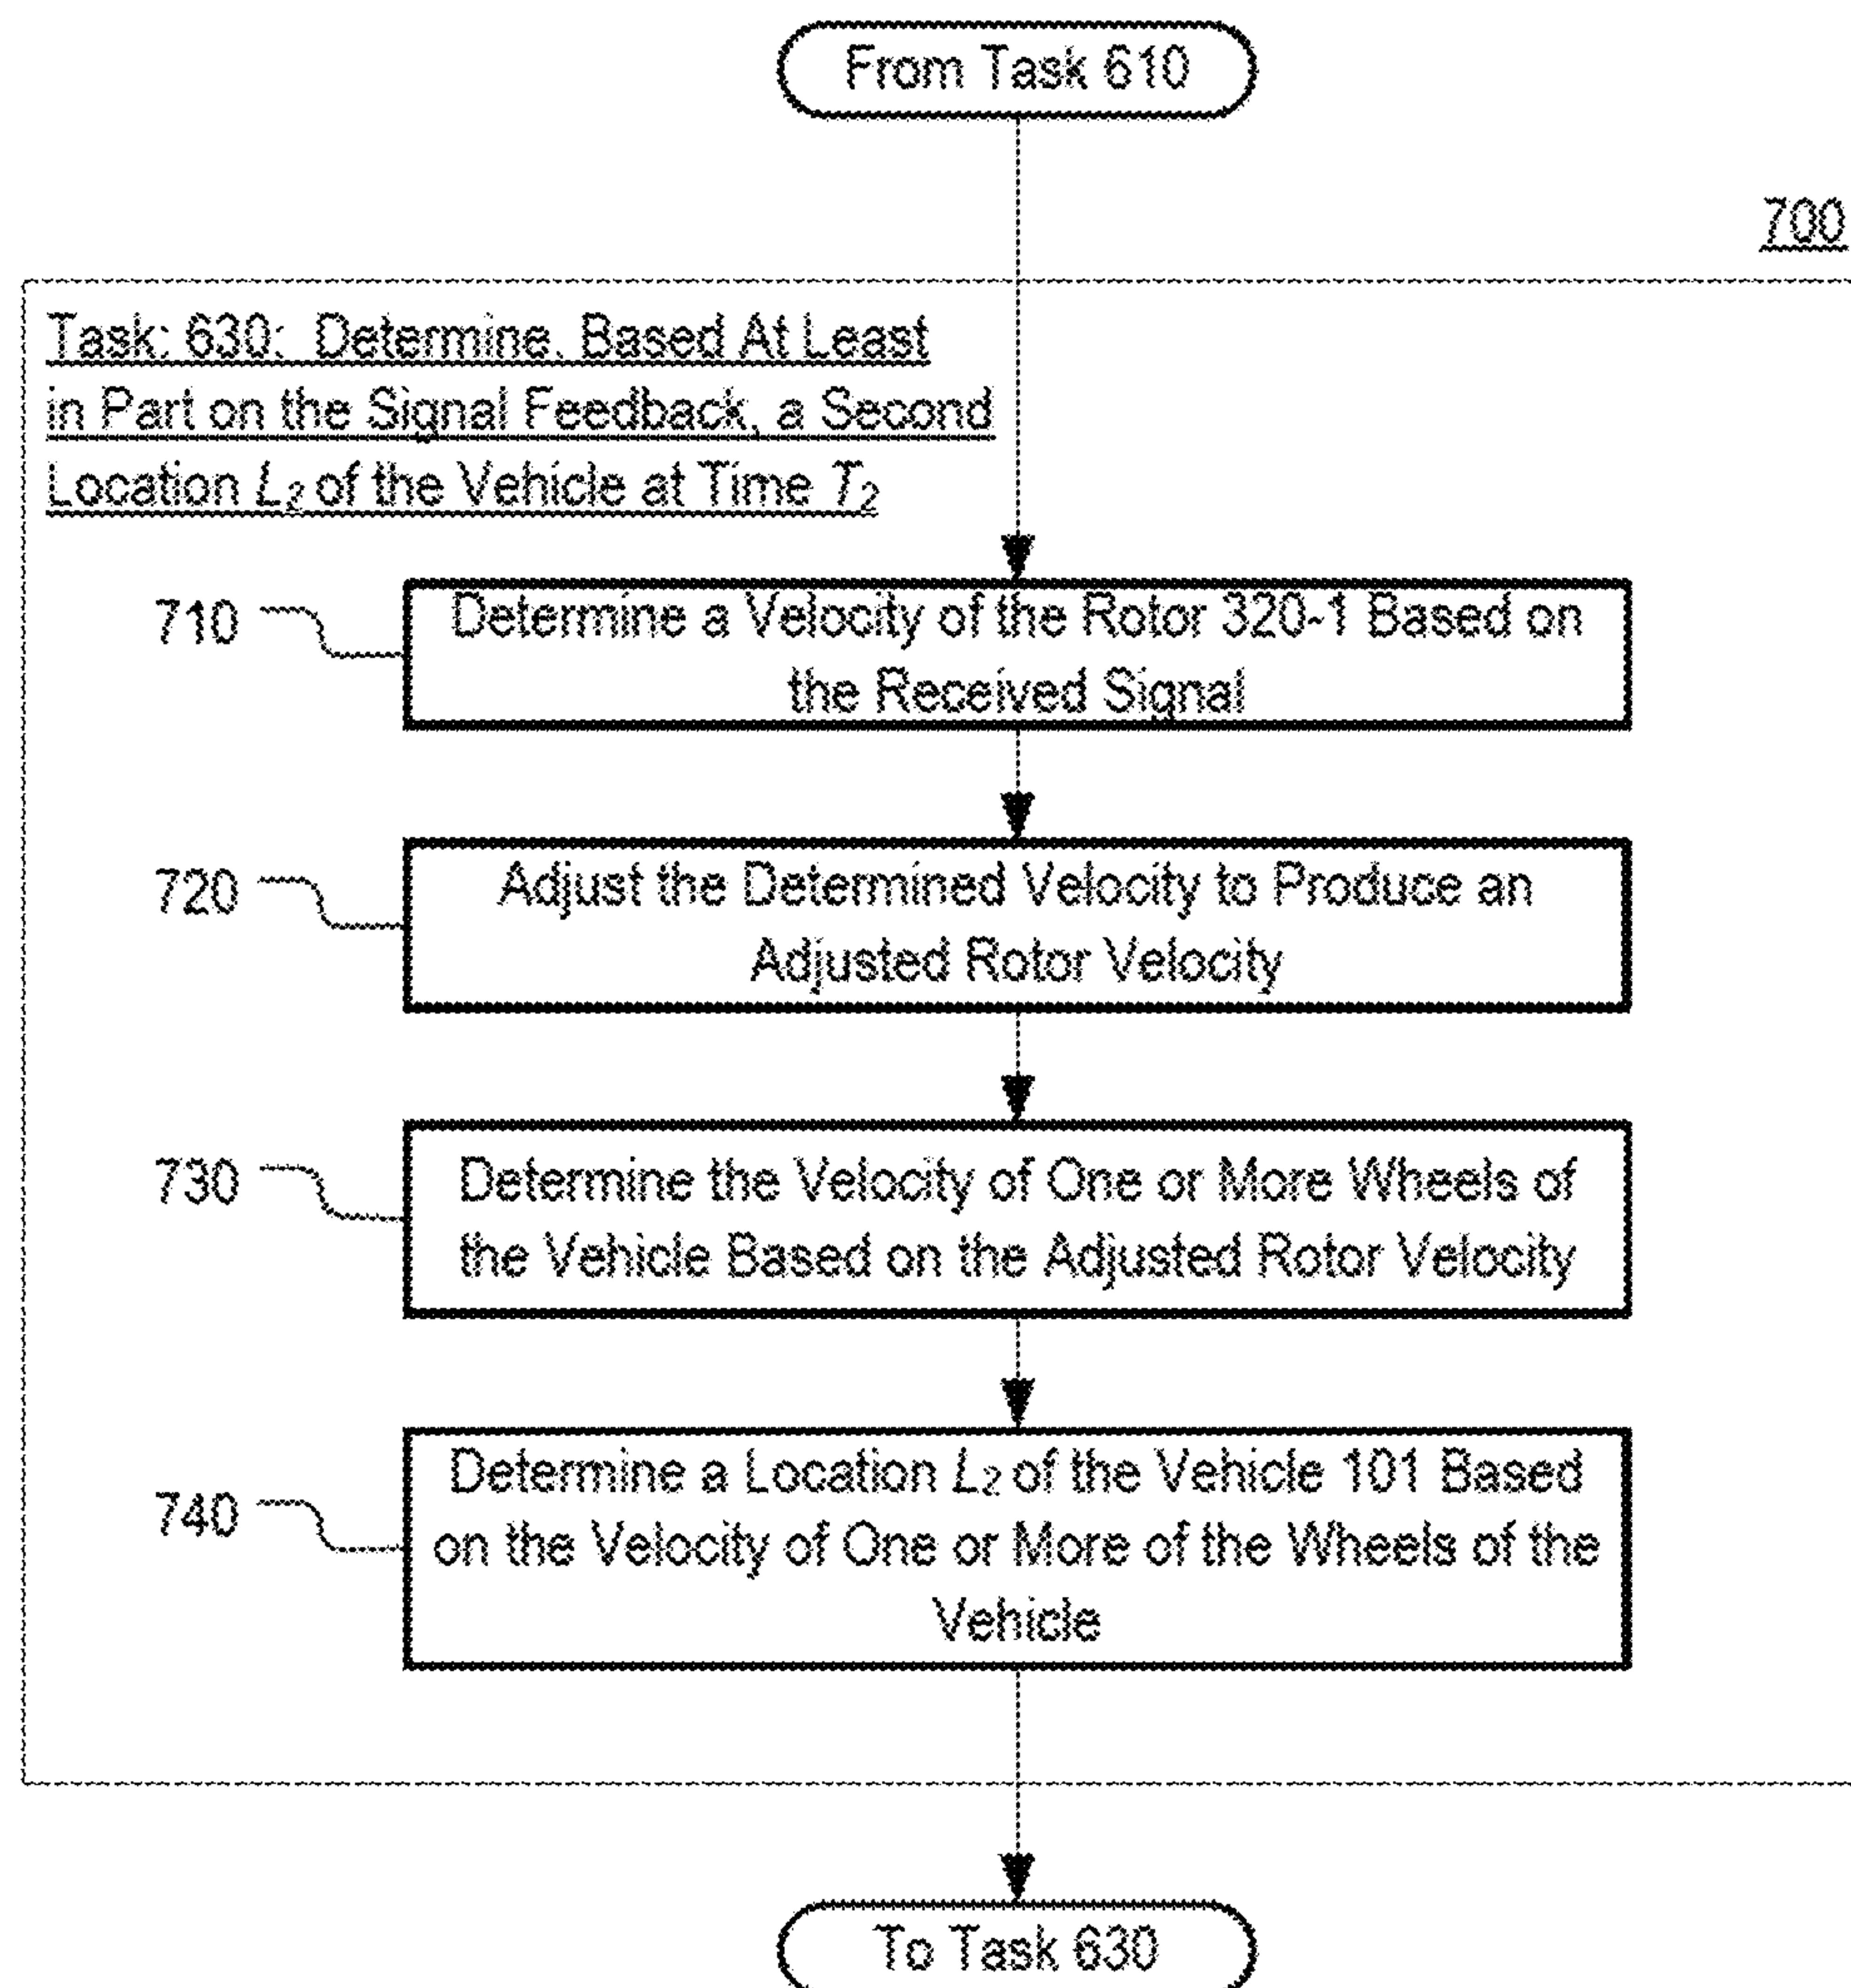 From Task 610
700
Task: 630: Determine, Based At Least
in Part on the Signal Feedback, a Second
Location L₂ of the Vehicle at Time T₂
710
Determine a Velocity of the Rotor 320-1 Based on
the Received Signal
720
Adjust the Determined Velocity to Produce an
Adjusted Rotor Velocity
730
Determine the Velocity of One or More Wheels of
the Vehicle Based on the Adjusted Rotor Velocity
740
Determine a Location L₂ of the Vehicle 101 Based
on the Velocity of One or More of the Wheels of the
Vehicle
To Task 630